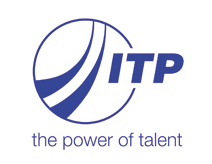 ITP
the power of talent